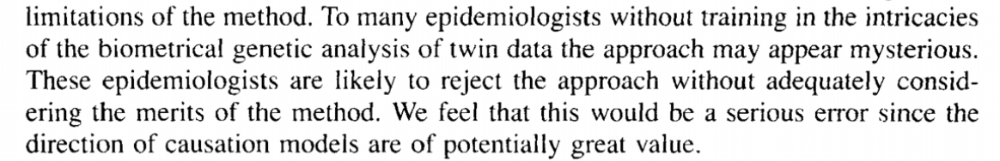 limitations of the method. To many epidemiologists without training in the intricacies
of the biometrical genetic analysis of twin data the approach may appear mysterious.
These epidemiologists are likely to reject the approach without adequately consid-
ering the merits of the method. We feel that this would be a serious error since the
direction of causation models are of potentially great value.